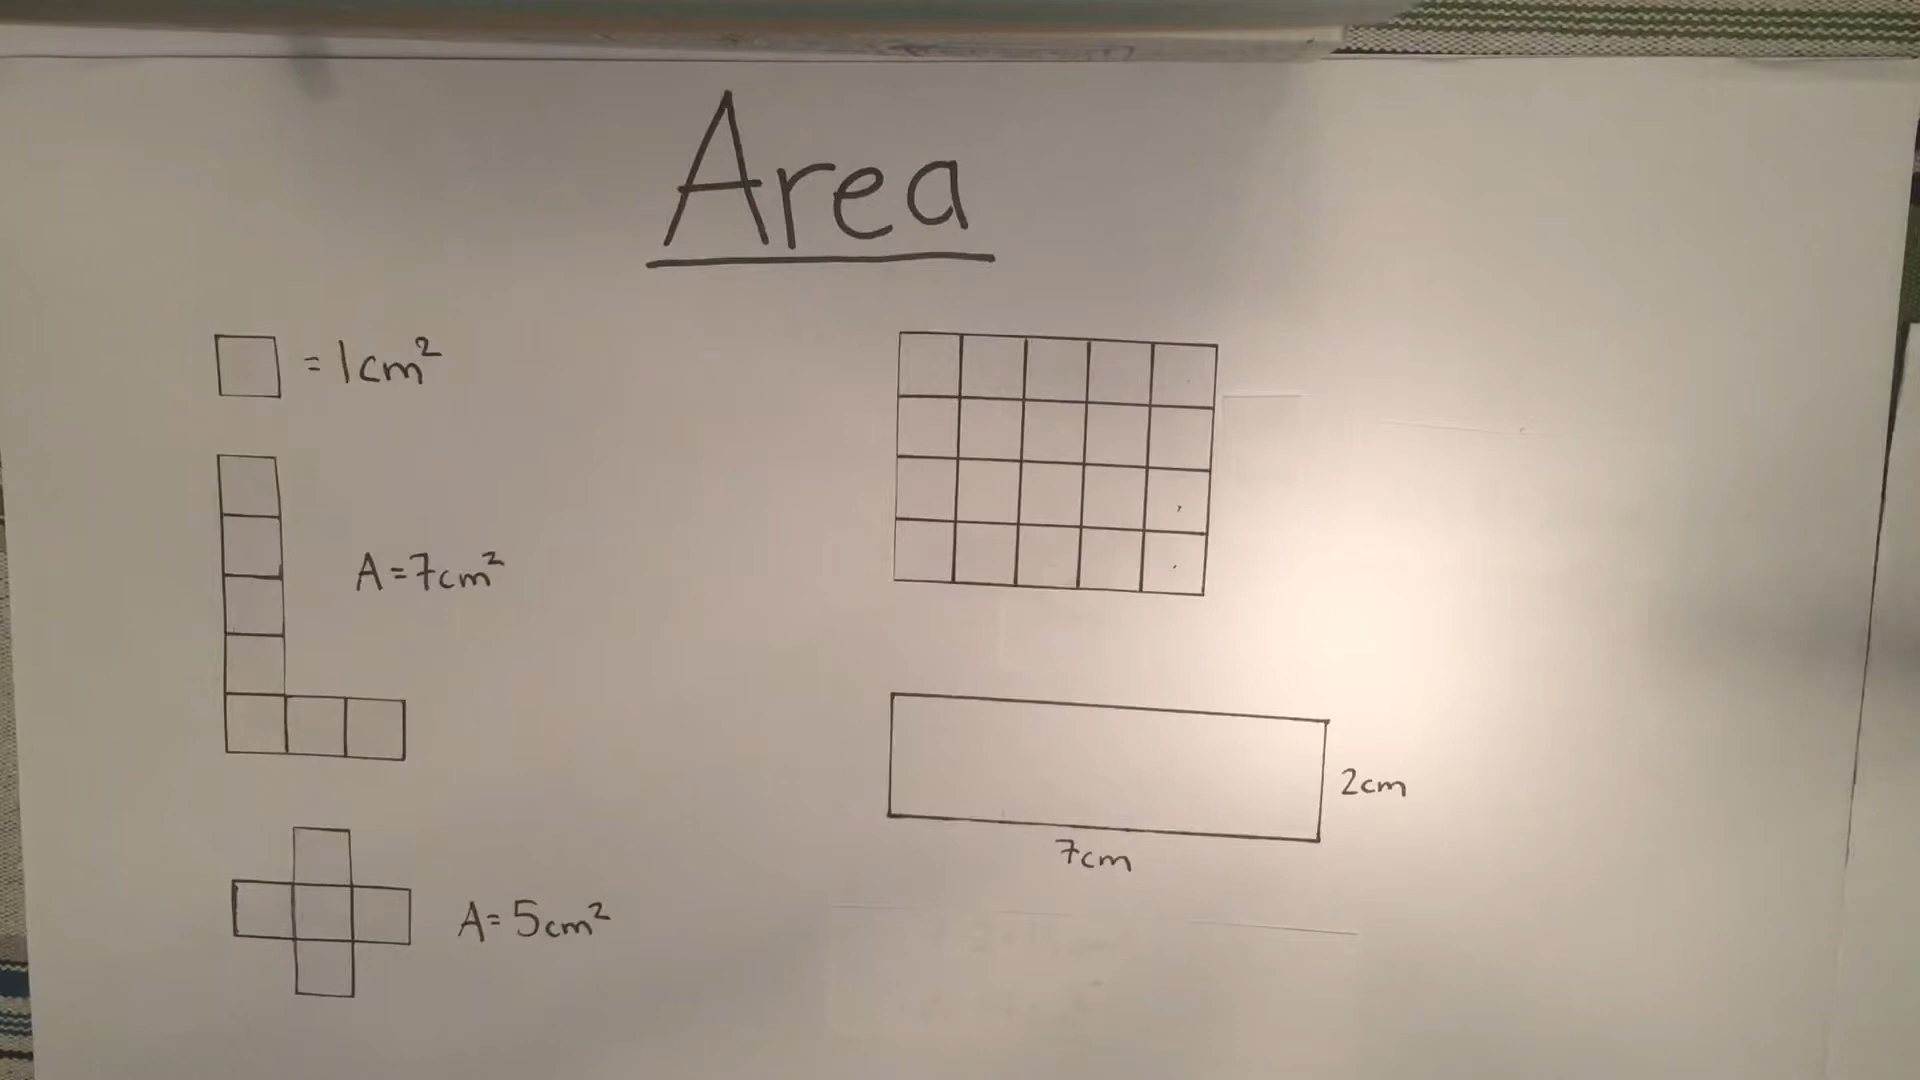 Area
= 1cm²
A=7cm²
A=5cm²
2cm
7cm